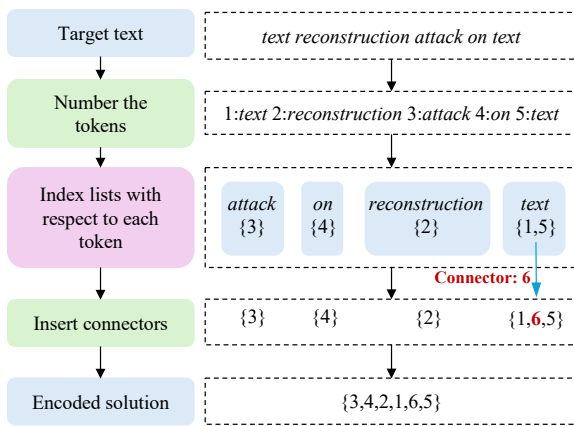 Target text
text reconstruction attack on text
Number the
tokens
1:text 2:reconstruction 3:attack 4:on 5:text
Index lists with
respect to each
token
attack on reconstruction text
{3} {4} {2} {1,5}
Connector: 6
Insert connectors
{3} {4} {2} {1,6,5}
Encoded solution
{3,4,2,1,6,5}